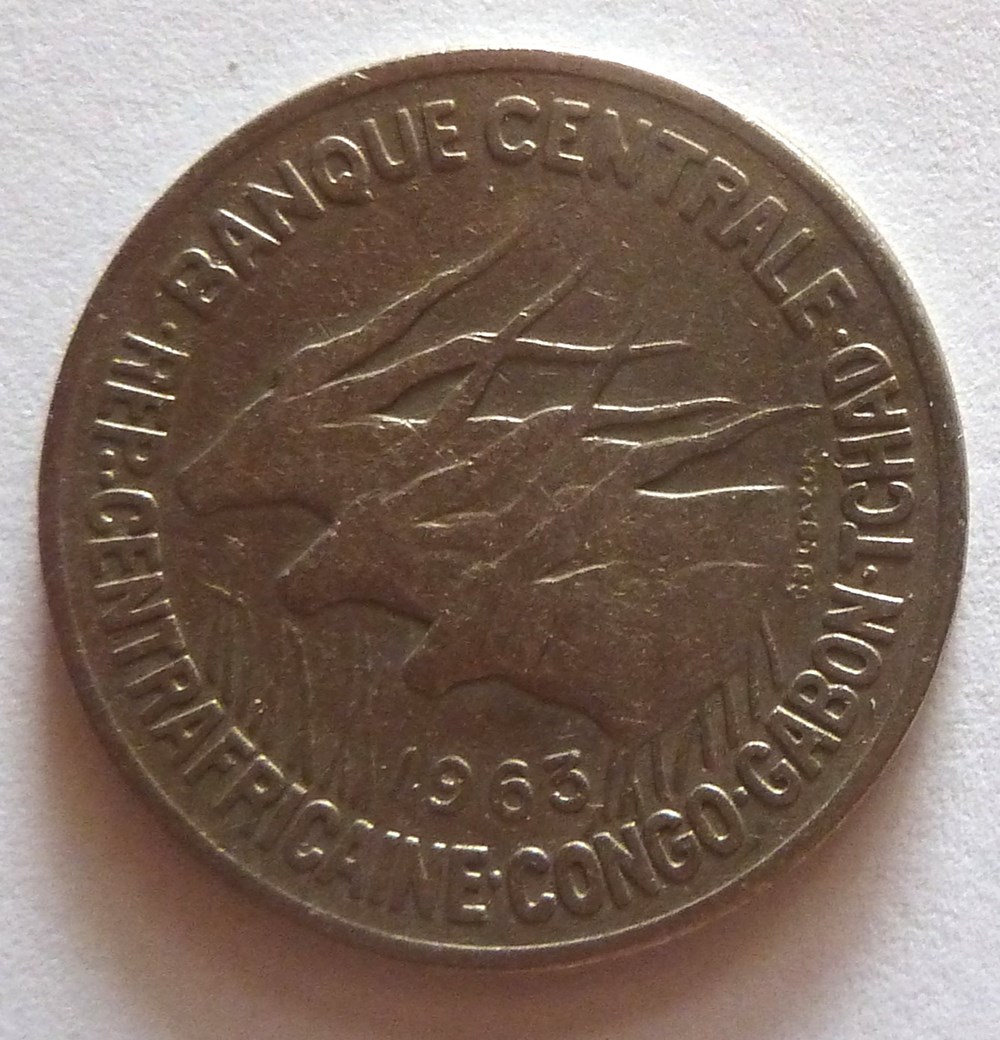 · BANQUE CENTRALE · TCHAD · GABON · CONGO · REP. CENTRAFRICAINE
1963